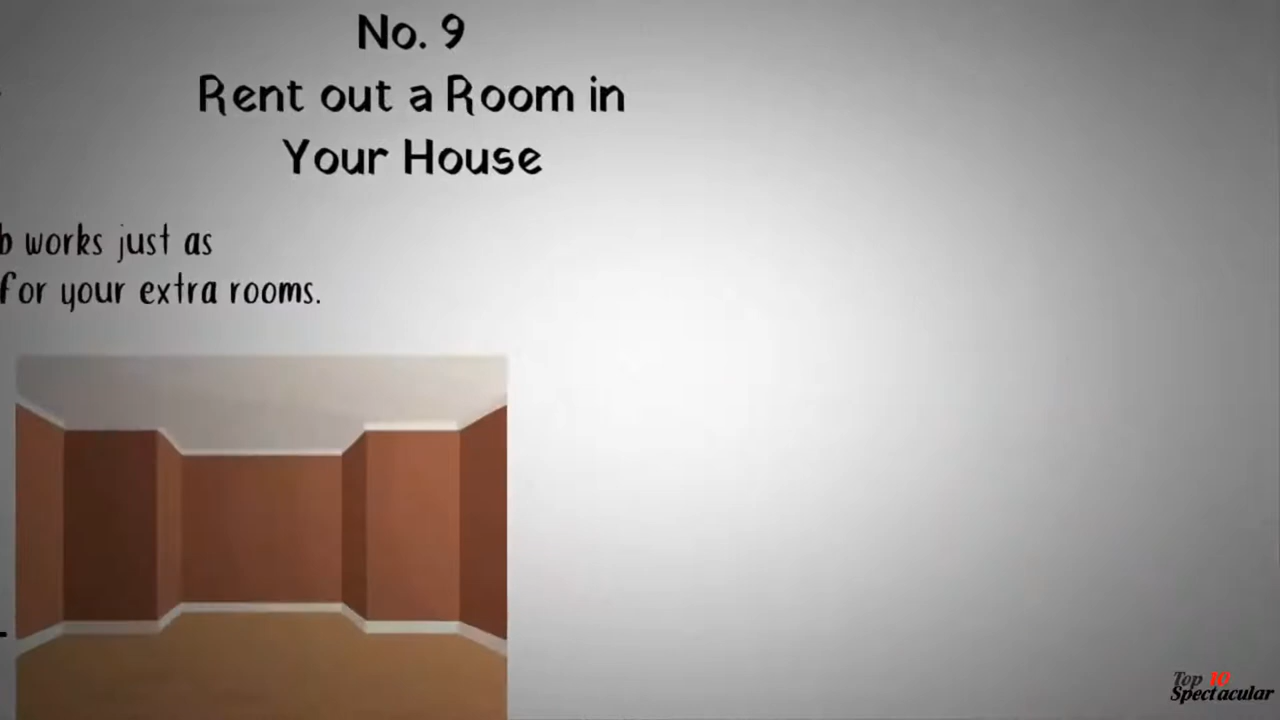 No. 9
Rent out a Room in
Your House
b works just as
for your extra rooms.
Top 10
Spectacular